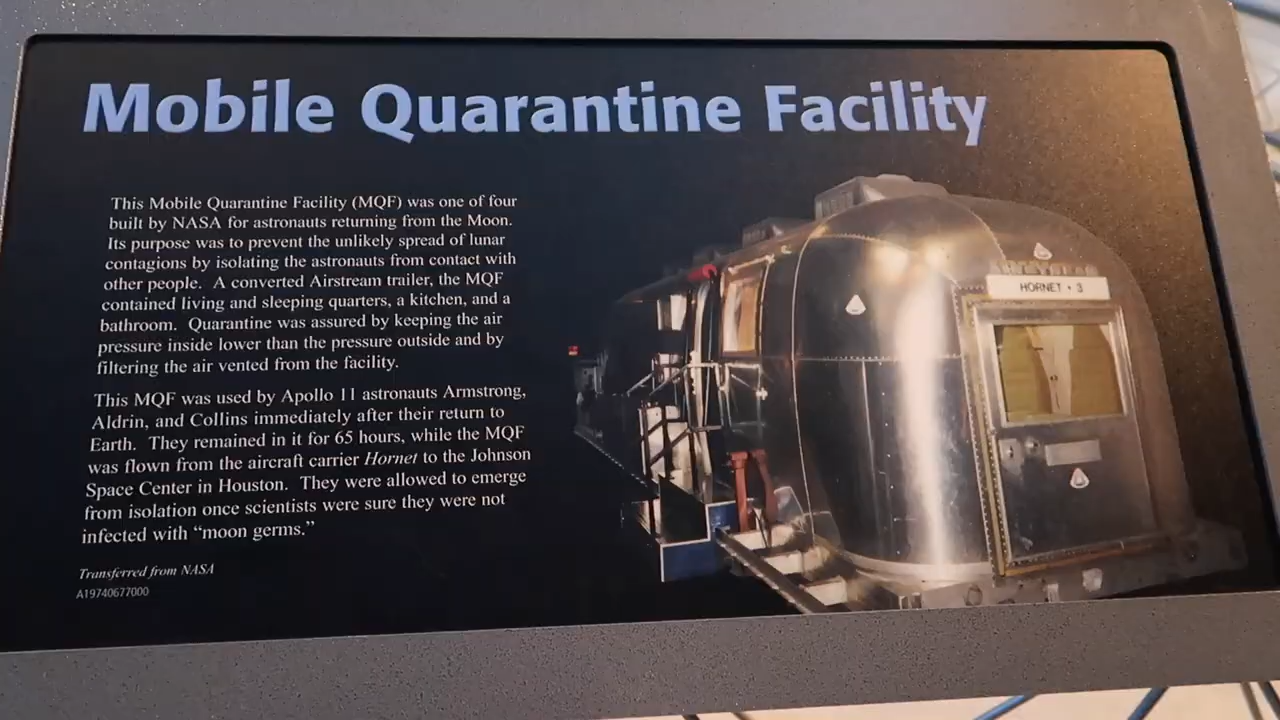 Mobile Quarantine Facility
This Mobile Quarantine Facility (MQF) was one of four
built by NASA for astronauts returning from the Moon.
Its purpose was to prevent the unlikely spread of lunar
contagions by isolating the astronauts from contact with
other people. A converted Airstream trailer, the MQF
contained living and sleeping quarters, a kitchen, and a
bathroom. Quarantine was assured by keeping the air
pressure inside lower than the pressure outside and by
filtering the air vented from the facility.
This MQF was used by Apollo 11 astronauts Armstrong,
Aldrin, and Collins immediately after their return to
Earth. They remained in it for 65 hours, while the MQF
was flown from the aircraft carrier Hornet to the Johnson
Space Center in Houston. They were allowed to emerge
from isolation once scientists were sure they were not
infected with “moon germs.”
Transferred from NASA
A19740677000
HORNET + 3